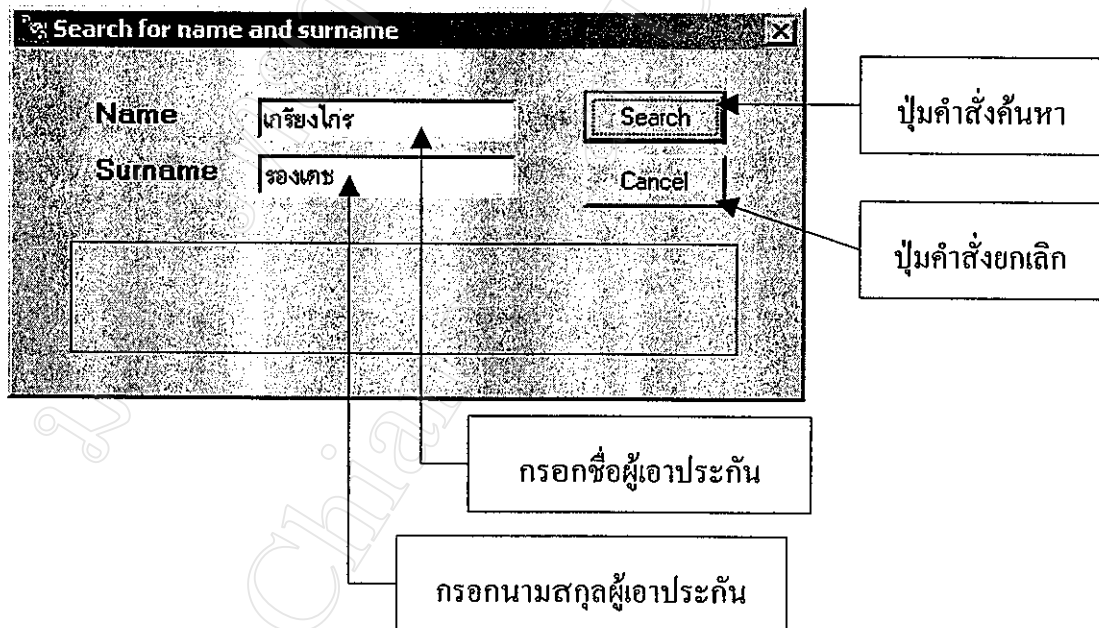 Search for name and surname
Name เกรียงไกร Search
Surname รองเดช Cancel
ปุ่มคำสั่งค้นหา
ปุ่มคำสั่งยกเลิก
กรอกชื่อผู้เอาประกัน
กรอกนามสกุลผู้เอาประกัน